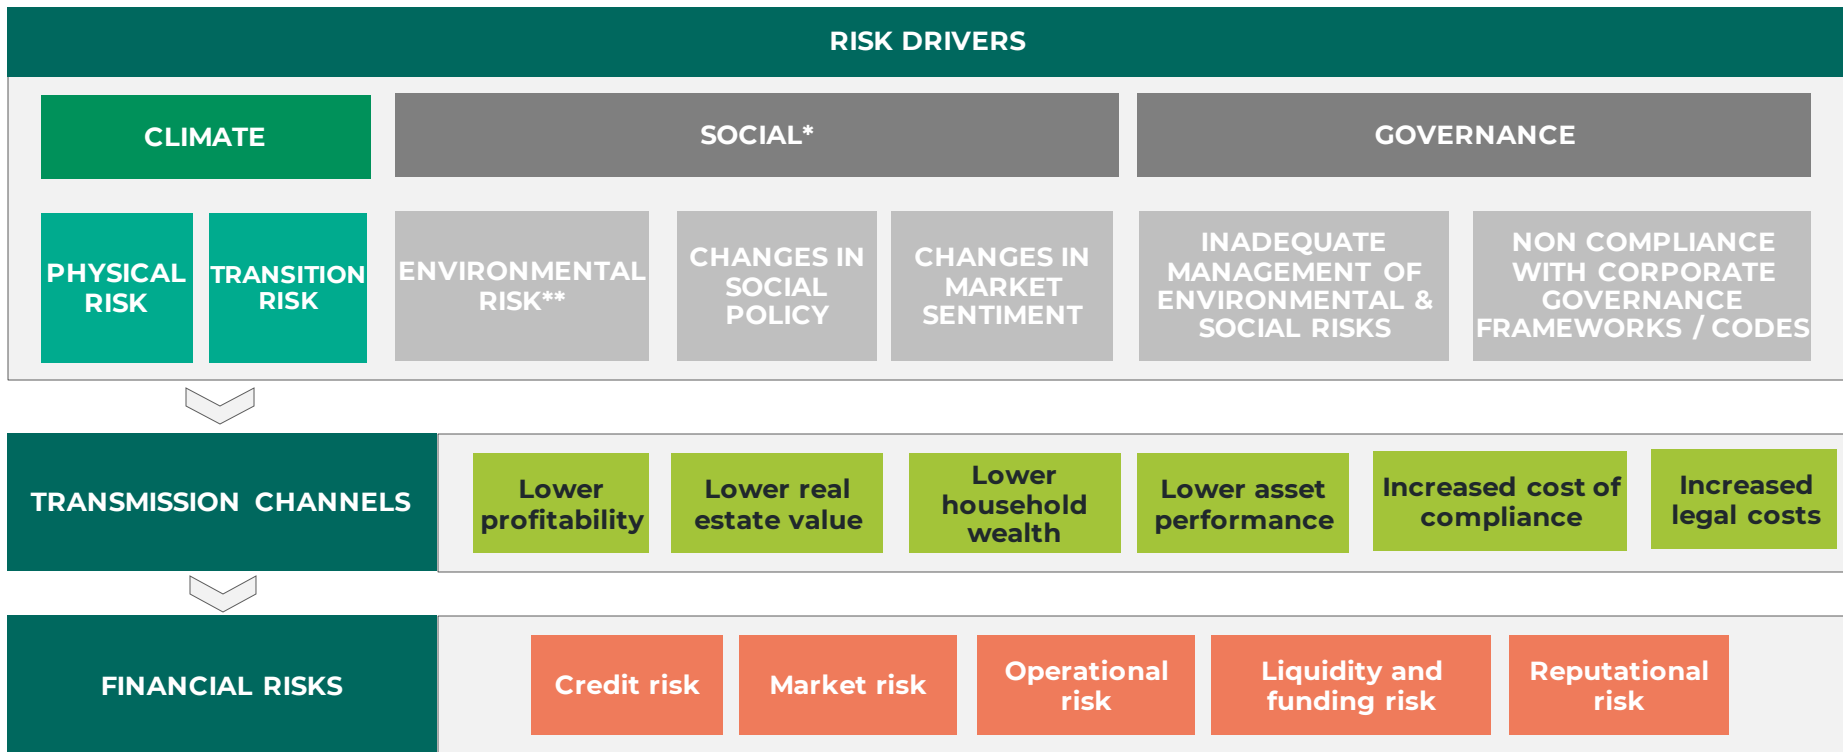 RISK DRIVERS
CLIMATE
SOCIAL*
GOVERNANCE
PHYSICAL
RISK
TRANSITION
RISK
ENVIRONMENTAL
RISK**
CHANGES IN
SOCIAL
POLICY
CHANGES IN
MARKET
SENTIMENT
INADEQUATE
MANAGEMENT OF
ENVIRONMENTAL &
SOCIAL RISKS
NON COMPLIANCE
WITH CORPORATE
GOVERNANCE
FRAMEWORKS / CODES
TRANSMISSION CHANNELS
Lower
profitability
Lower real
estate value
Lower
household
wealth
Lower asset
performance
Increased cost of
compliance
Increased
legal costs
FINANCIAL RISKS
Credit risk
Market risk
Operational
risk
Liquidity and
funding risk
Reputational
risk